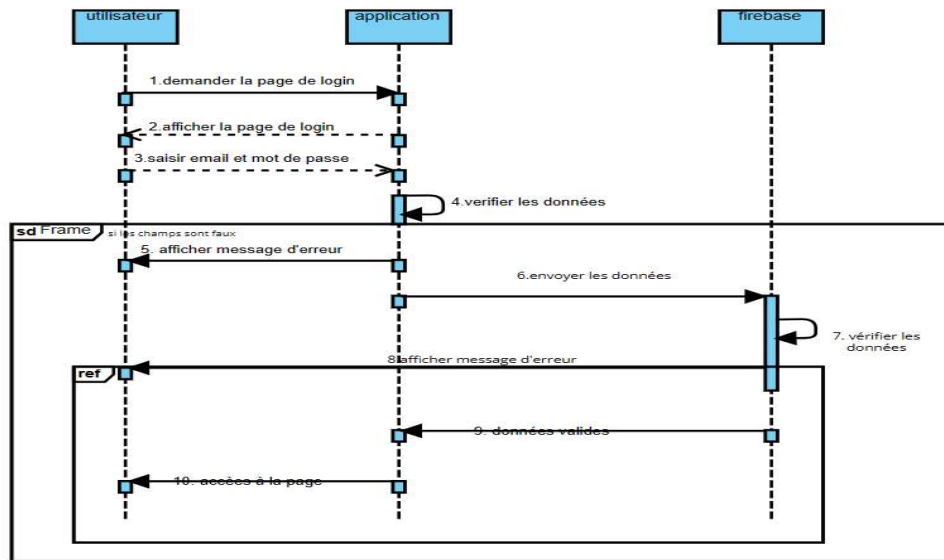 utilisateur
application
firebase
1.demander la page de login
2.afficher la page de login
3.saisir email et mot de passe
4.verifier les données
sd Frame
si les champs sont faux
5. afficher message d'erreur
6.envoyer les données
7. vérifier les
données
8.afficher message d'erreur
ref
9. données valides
10. accées à la page